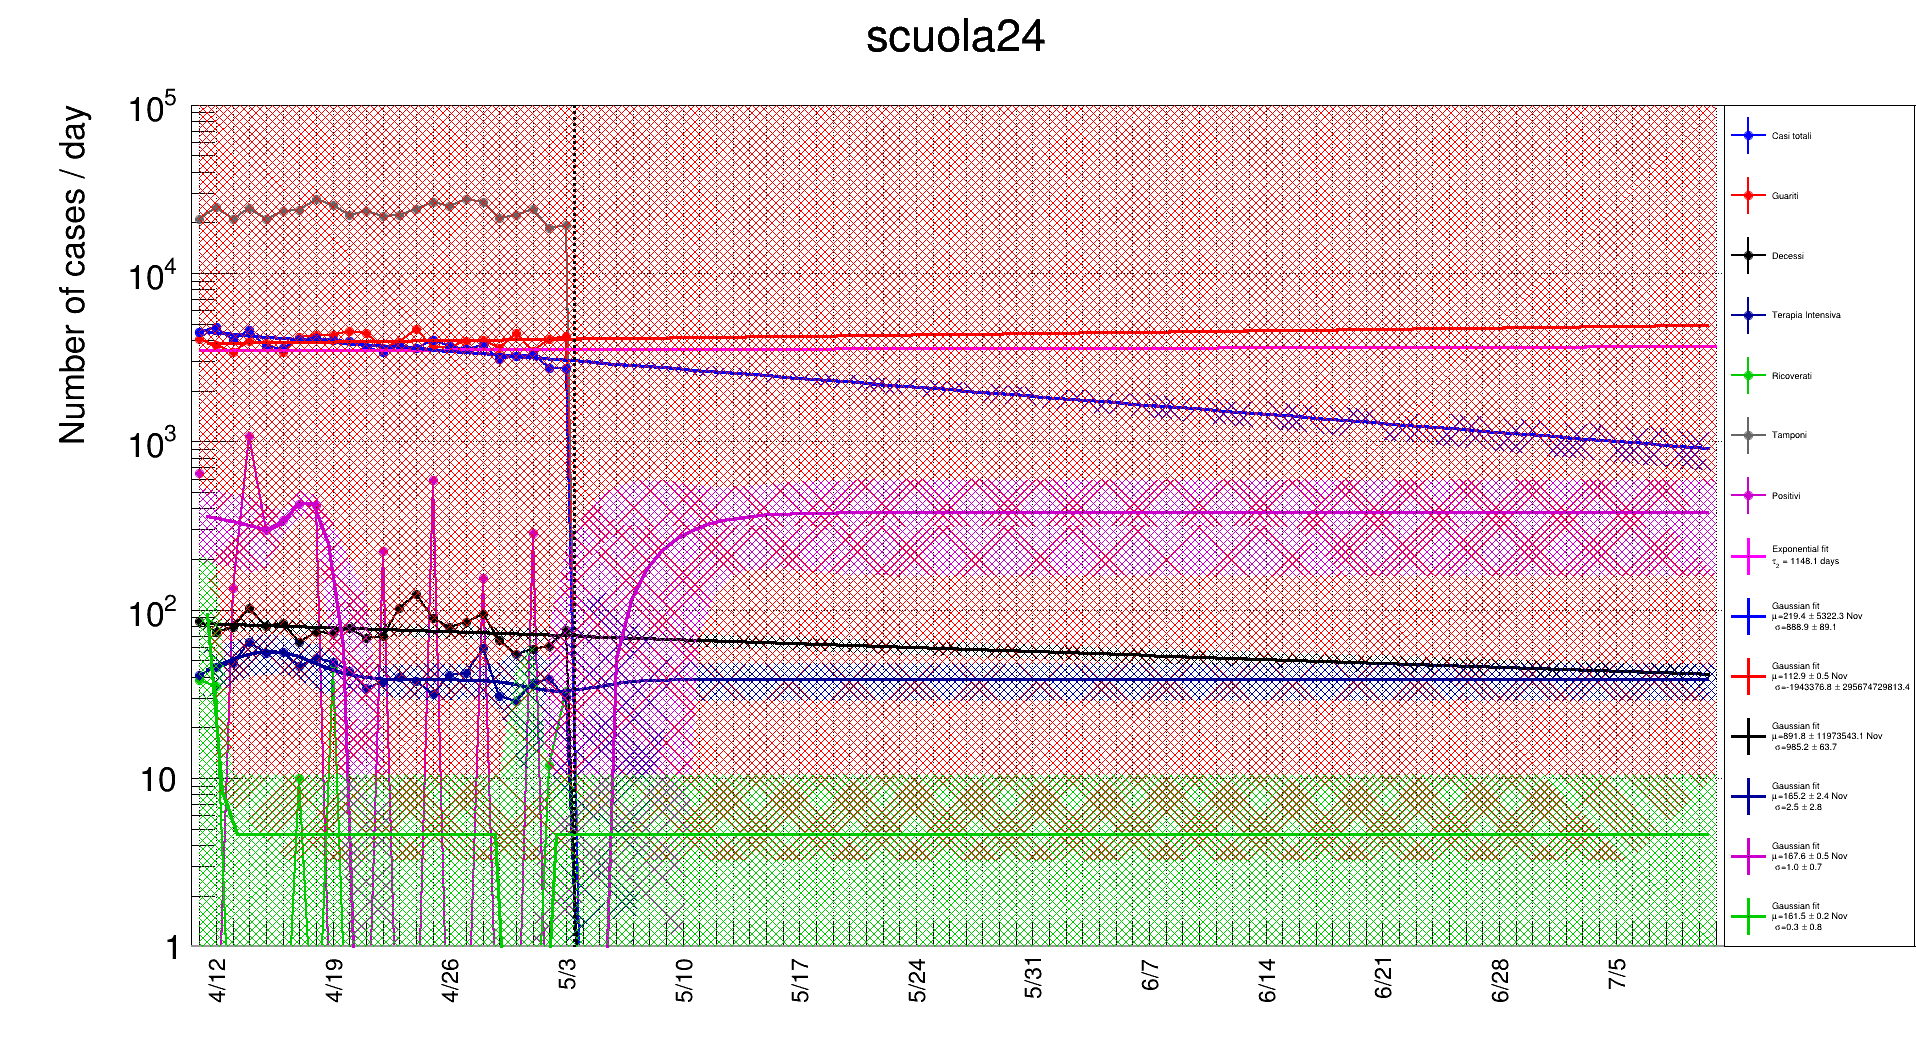 scuola24
Number of cases / day
10^5
10^4
10^3
10^2
10
1
4/12
4/19
4/26
5/3
5/10
5/17
5/24
5/31
6/7
6/14
6/21
6/28
7/5
Casi totali
Guariti
Decessi
Terapia Intensiva
Ricoverati
Tamponi
Positivi
Exponential fit
τ_2 = 1148.1 days
Gaussian fit
μ=219.4 ± 5322.3 Nov
σ=888.9 ± 89.1
Gaussian fit
μ=112.9 ± 0.5 Nov
σ=-1943376.8 ± 295674729813.4
Gaussian fit
μ=891.8 ± 11973543.1 Nov
σ=985.2 ± 63.7
Gaussian fit
μ=165.2 ± 2.4 Nov
σ=2.5 ± 2.8
Gaussian fit
μ=167.6 ± 0.5 Nov
σ=1.0 ± 0.7
Gaussian fit
μ=161.5 ± 0.2 Nov
σ=0.3 ± 0.8